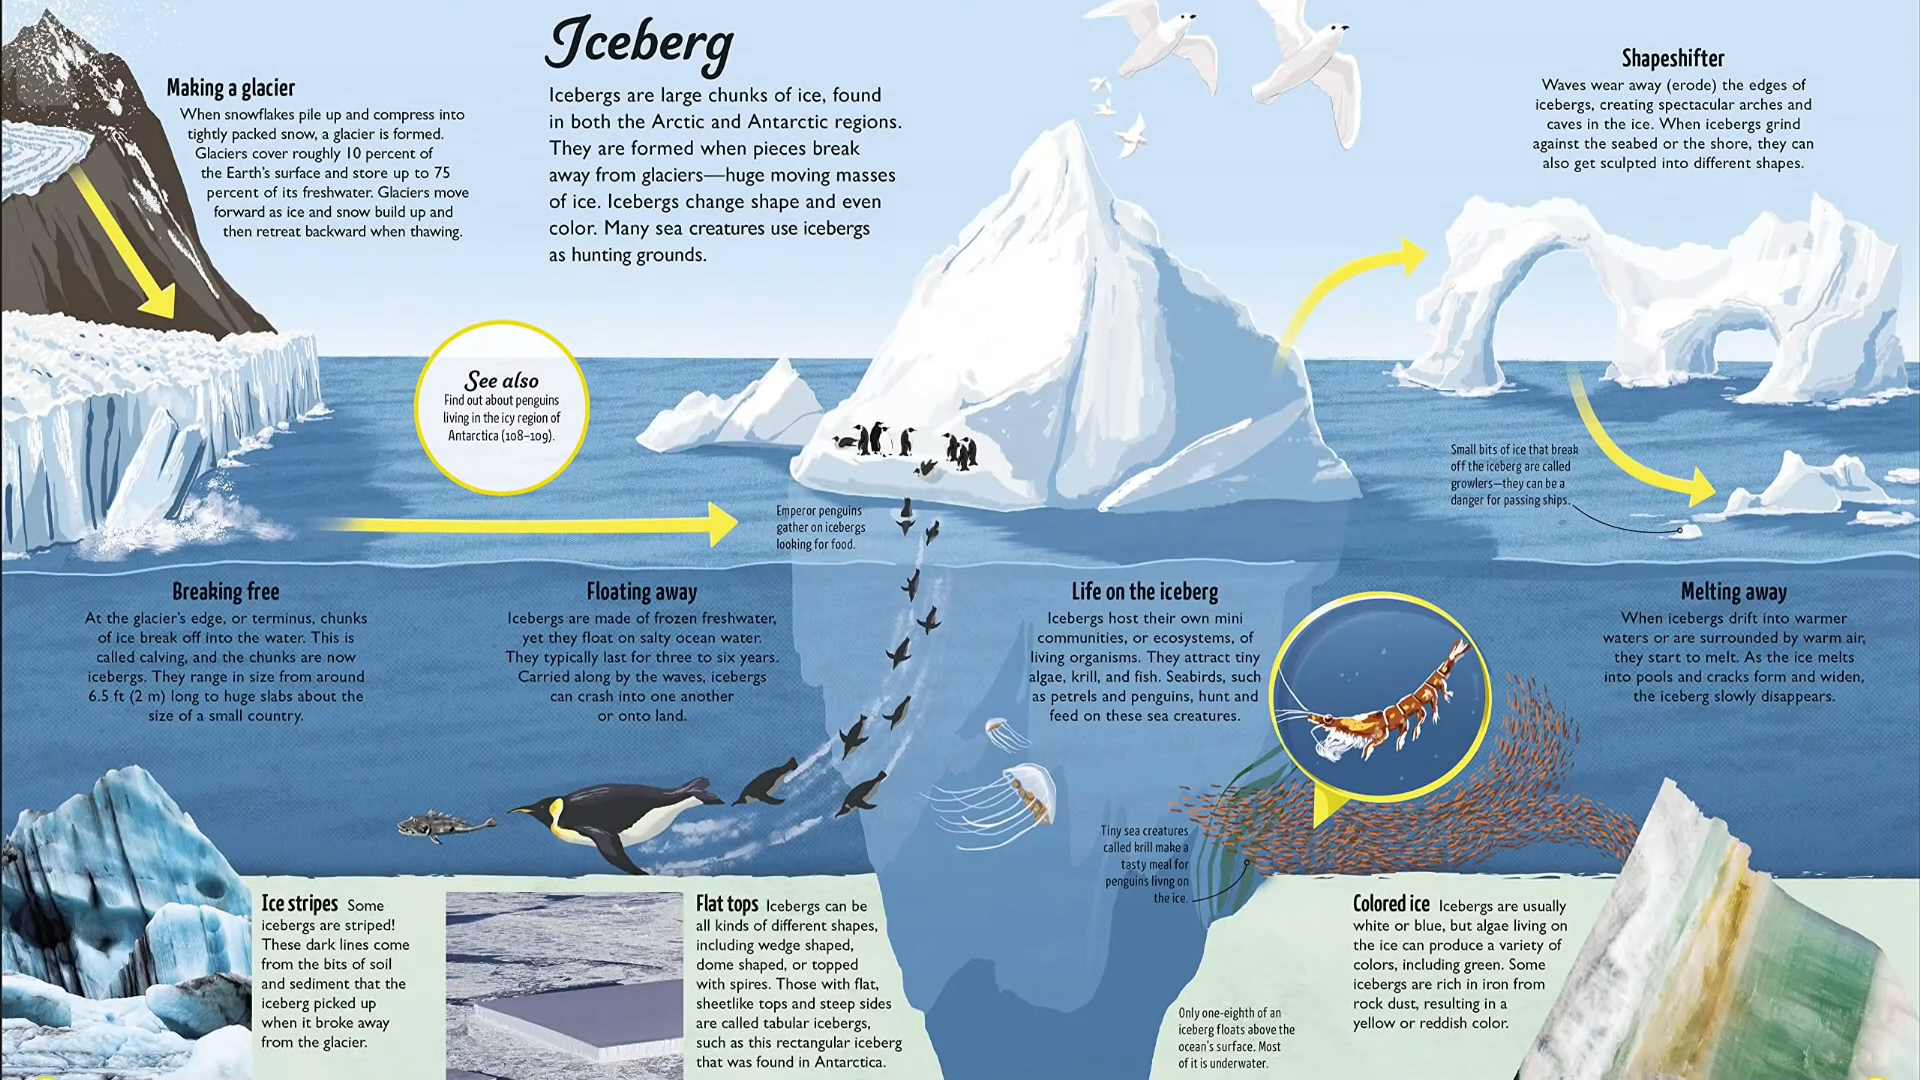 Iceberg
Icebergs are large chunks of ice, found
in both the Arctic and Antarctic regions.
They are formed when pieces break
away from glaciers—huge moving masses
of ice. Icebergs change shape and even
color. Many sea creatures use icebergs
as hunting grounds.
Making a glacier
When snowflakes pile up and compress into
tightly packed snow, a glacier is formed.
Glaciers cover roughly 10 percent of
the Earth's surface and store up to 75
percent of its freshwater. Glaciers move
forward as ice and snow build up and
then retreat backward when thawing.
Shapeshifter
Waves wear away (erode) the edges of
icebergs, creating spectacular arches and
caves in the ice. When icebergs grind
against the seabed or the shore, they can
also get sculpted into different shapes.
See also
Find out about penguins
living in the icy region of
Antarctica (108–109).
Small bits of ice that break
off the iceberg are called
growlers—they can be a
danger for passing ships.
Emperor penguins
gather on icebergs
looking for food.
Breaking free
At the glacier's edge, or terminus, chunks
of ice break off into the water. This is
called calving, and the chunks are now
icebergs. They range in size from around
6.5 ft (2 m) long to huge slabs about the
size of a small country.
Floating away
Icebergs are made of frozen freshwater,
yet they float on salty ocean water.
They typically last for three to six years.
Carried along by the waves, icebergs
can crash into one another
or onto land.
Life on the iceberg
Icebergs host their own mini
communities, or ecosystems, of
living organisms. They attract tiny
algae, krill, and fish. Seabirds, such
as petrels and penguins, hunt and
feed on these sea creatures.
Melting away
When icebergs drift into warmer
waters or are surrounded by warm air,
they start to melt. As the ice melts
into pools and cracks form and widen,
the iceberg slowly disappears.
Tiny sea creatures
called krill make a
tasty meal for
penguins livng on
the ice.
Ice stripes Some
icebergs are striped!
These dark lines come
from the bits of soil
and sediment that the
iceberg picked up
when it broke away
from the glacier.
Flat tops Icebergs can be
all kinds of different shapes,
including wedge shaped,
dome shaped, or topped
with spires. Those with flat,
sheetlike tops and steep sides
are called tabular icebergs,
such as this rectangular iceberg
that was found in Antarctica.
Only one-eighth of an
iceberg floats above the
ocean's surface. Most
of it is underwater.
Colored ice Icebergs are usually
white or blue, but algae living on
the ice can produce a variety of
colors, including green. Some
icebergs are rich in iron from
rock dust, resulting in a
yellow or reddish color.